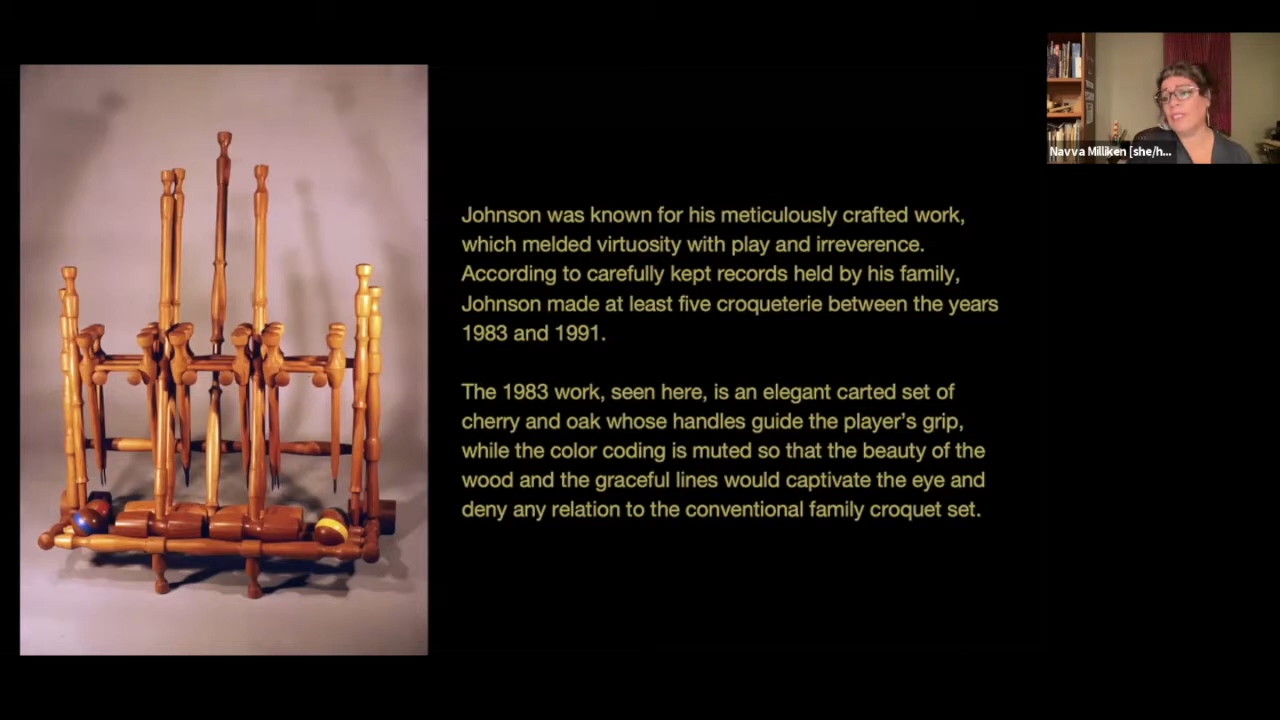 Johnson was known for his meticulously crafted work,
which melded virtuosity with play and irreverence.
According to carefully kept records held by his family,
Johnson made at least five croqueterie between the years
1983 and 1991.
The 1983 work, seen here, is an elegant carted set of
cherry and oak whose handles guide the player's grip,
while the color coding is muted so that the beauty of the
wood and the graceful lines would captivate the eye and
deny any relation to the conventional family croquet set.
Navva Milliken [she/h...